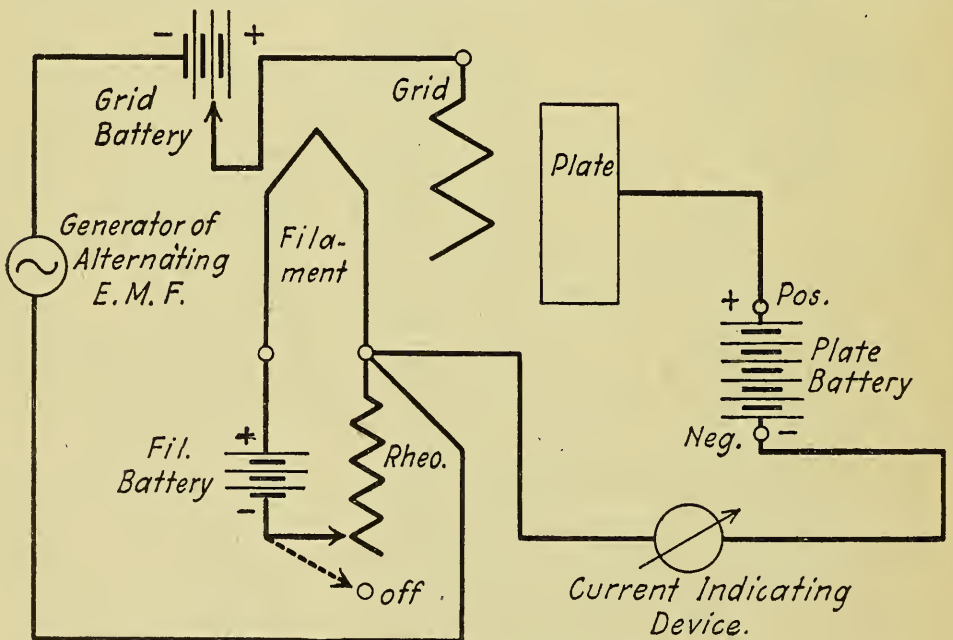 - +
Grid
Battery
Grid
Plate
Generator of
Alternating
E. M. F.
Fila-
ment
+ Pos.
Plate
Battery
Neg. -
+
Fil.
Battery
-
Rheo.
off
Current Indicating
Device.